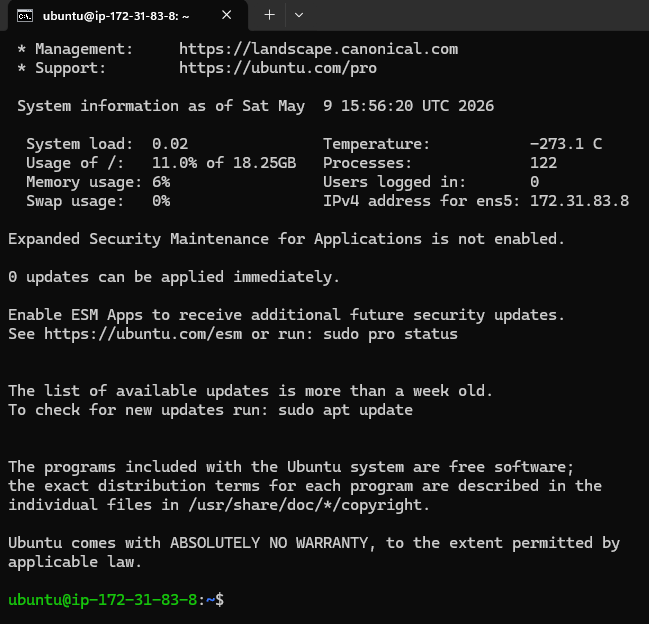 ubuntu@ip-172-31-83-8: ~
* Management:     https://landscape.canonical.com
* Support:        https://ubuntu.com/pro
System information as of Sat May  9 15:56:20 UTC 2026
System load:  0.02               Temperature:           -273.1 C
Usage of /:   11.0% of 18.25GB   Processes:             122
Memory usage: 6%                 Users logged in:       0
Swap usage:   0%                 IPv4 address for ens5: 172.31.83.8
Expanded Security Maintenance for Applications is not enabled.
0 updates can be applied immediately.
Enable ESM Apps to receive additional future security updates.
See https://ubuntu.com/esm or run: sudo pro status
The list of available updates is more than a week old.
To check for new updates run: sudo apt update
The programs included with the Ubuntu system are free software;
the exact distribution terms for each program are described in the
individual files in /usr/share/doc/*/copyright.
Ubuntu comes with ABSOLUTELY NO WARRANTY, to the extent permitted by
applicable law.
ubuntu@ip-172-31-83-8:~$